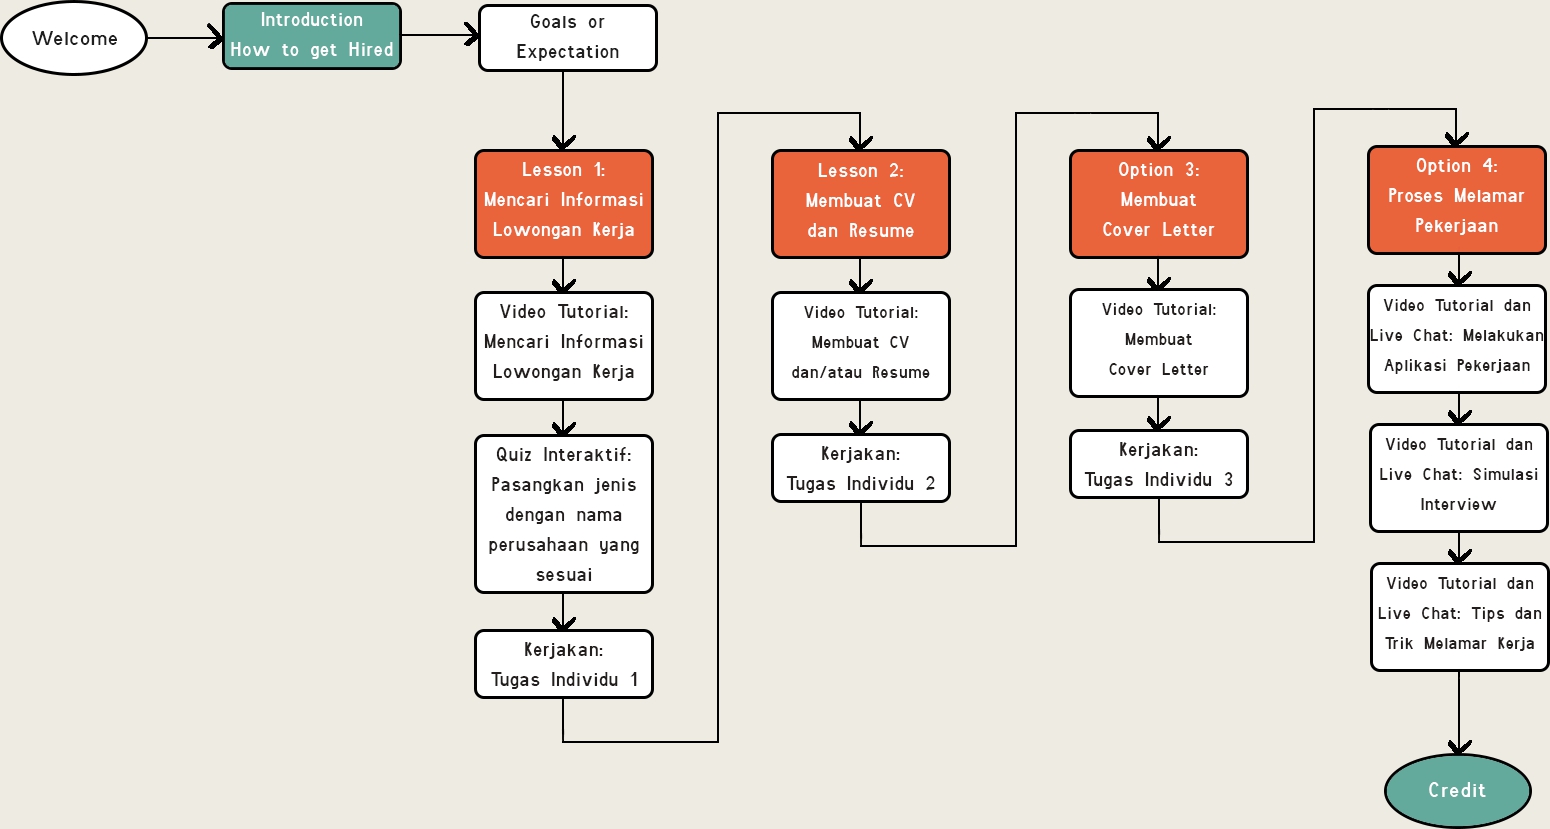 Welcome
Introduction
How to get Hired
Goals or
Expectation
Lesson 1:
Mencari Informasi
Lowongan Kerja
Video Tutorial:
Mencari Informasi
Lowongan Kerja
Quiz Interaktif:
Pasangkan jenis
dengan nama
perusahaan yang
sesuai
Kerjakan:
Tugas Individu 1
Lesson 2:
Membuat CV
dan Resume
Video Tutorial:
Membuat CV
dan/atau Resume
Kerjakan:
Tugas Individu 2
Option 3:
Membuat
Cover Letter
Video Tutorial:
Membuat
Cover Letter
Kerjakan:
Tugas Individu 3
Option 4:
Proses Melamar
Pekerjaan
Video Tutorial dan
Live Chat: Melakukan
Aplikasi Pekerjaan
Video Tutorial dan
Live Chat: Simulasi
Interview
Video Tutorial dan
Live Chat: Tips dan
Trik Melamar Kerja
Credit